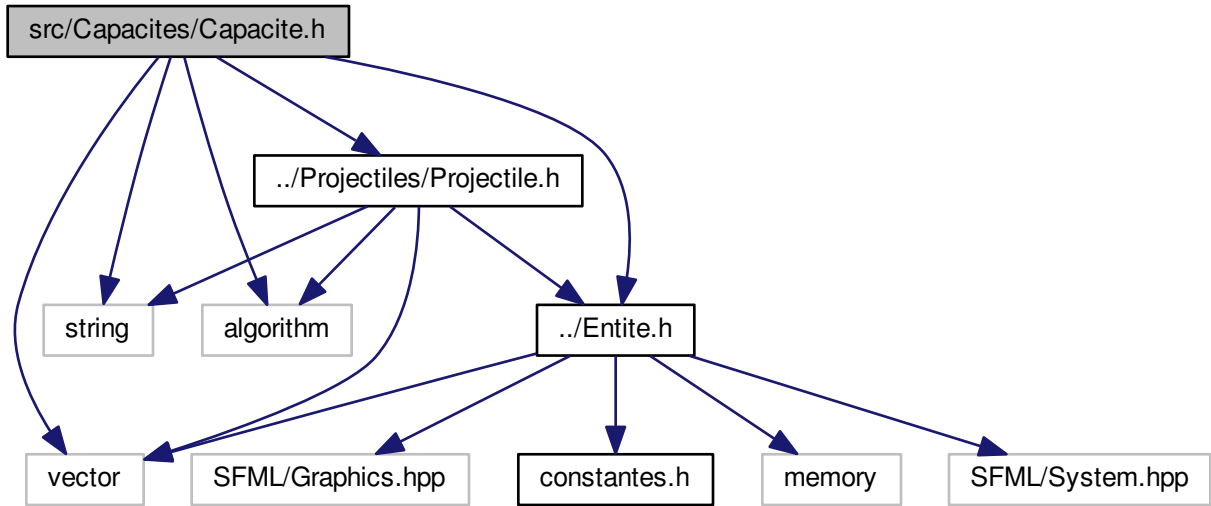 src/Capacites/Capacite.h
../Projectiles/Projectile.h
string
algorithm
../Entite.h
vector
SFML/Graphics.hpp
constantes.h
memory
SFML/System.hpp